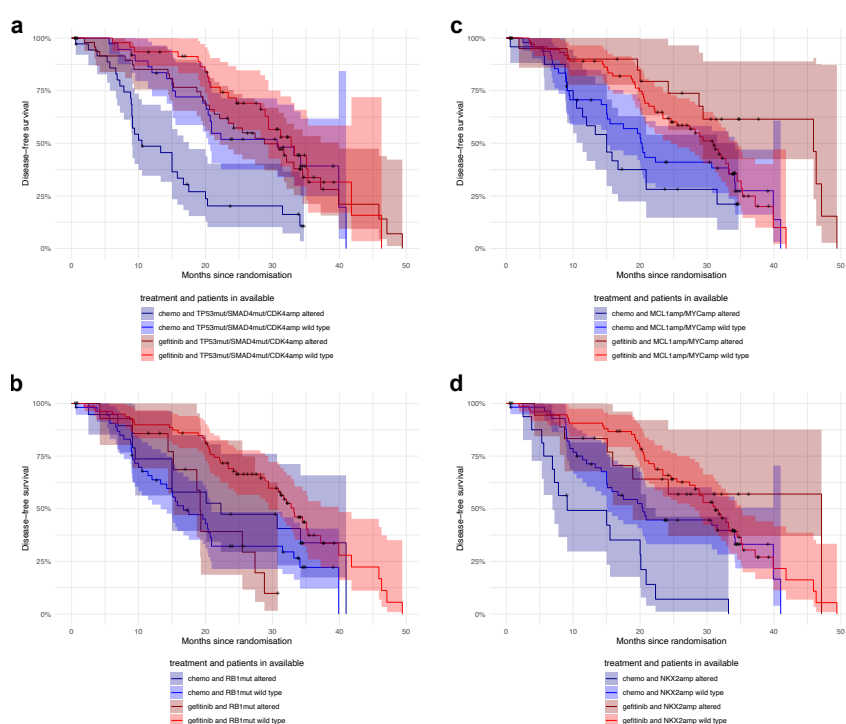 a
100%
75%
50%
25%
0%
Disease-free survival
0 10 20 30 40 50
Months since randomisation
treatment and patients in available
chemo and TP53mut/SMAD4mut/CDK4amp altered
chemo and TP53mut/SMAD4mut/CDK4amp wild type
gefitinib and TP53mut/SMAD4mut/CDK4amp altered
gefitinib and TP53mut/SMAD4mut/CDK4amp wild type
c
100%
75%
50%
25%
0%
Disease-free survival
0 10 20 30 40 50
Months since randomisation
treatment and patients in available
chemo and MCL1amp/MYCamp altered
chemo and MCL1amp/MYCamp wild type
gefitinib and MCL1amp/MYCamp altered
gefitinib and MCL1amp/MYCamp wild type
b
100%
75%
50%
25%
0%
Disease-free survival
0 10 20 30 40 50
Months since randomisation
treatment and patients in available
chemo and RB1mut altered
chemo and RB1mut wild type
gefitinib and RB1mut altered
gefitinib and RB1mut wild type
d
100%
75%
50%
25%
0%
Disease-free survival
0 10 20 30 40 50
Months since randomisation
treatment and patients in available
chemo and NKX2amp altered
chemo and NKX2amp wild type
gefitinib and NKX2amp altered
gefitinib and NKX2amp wild type